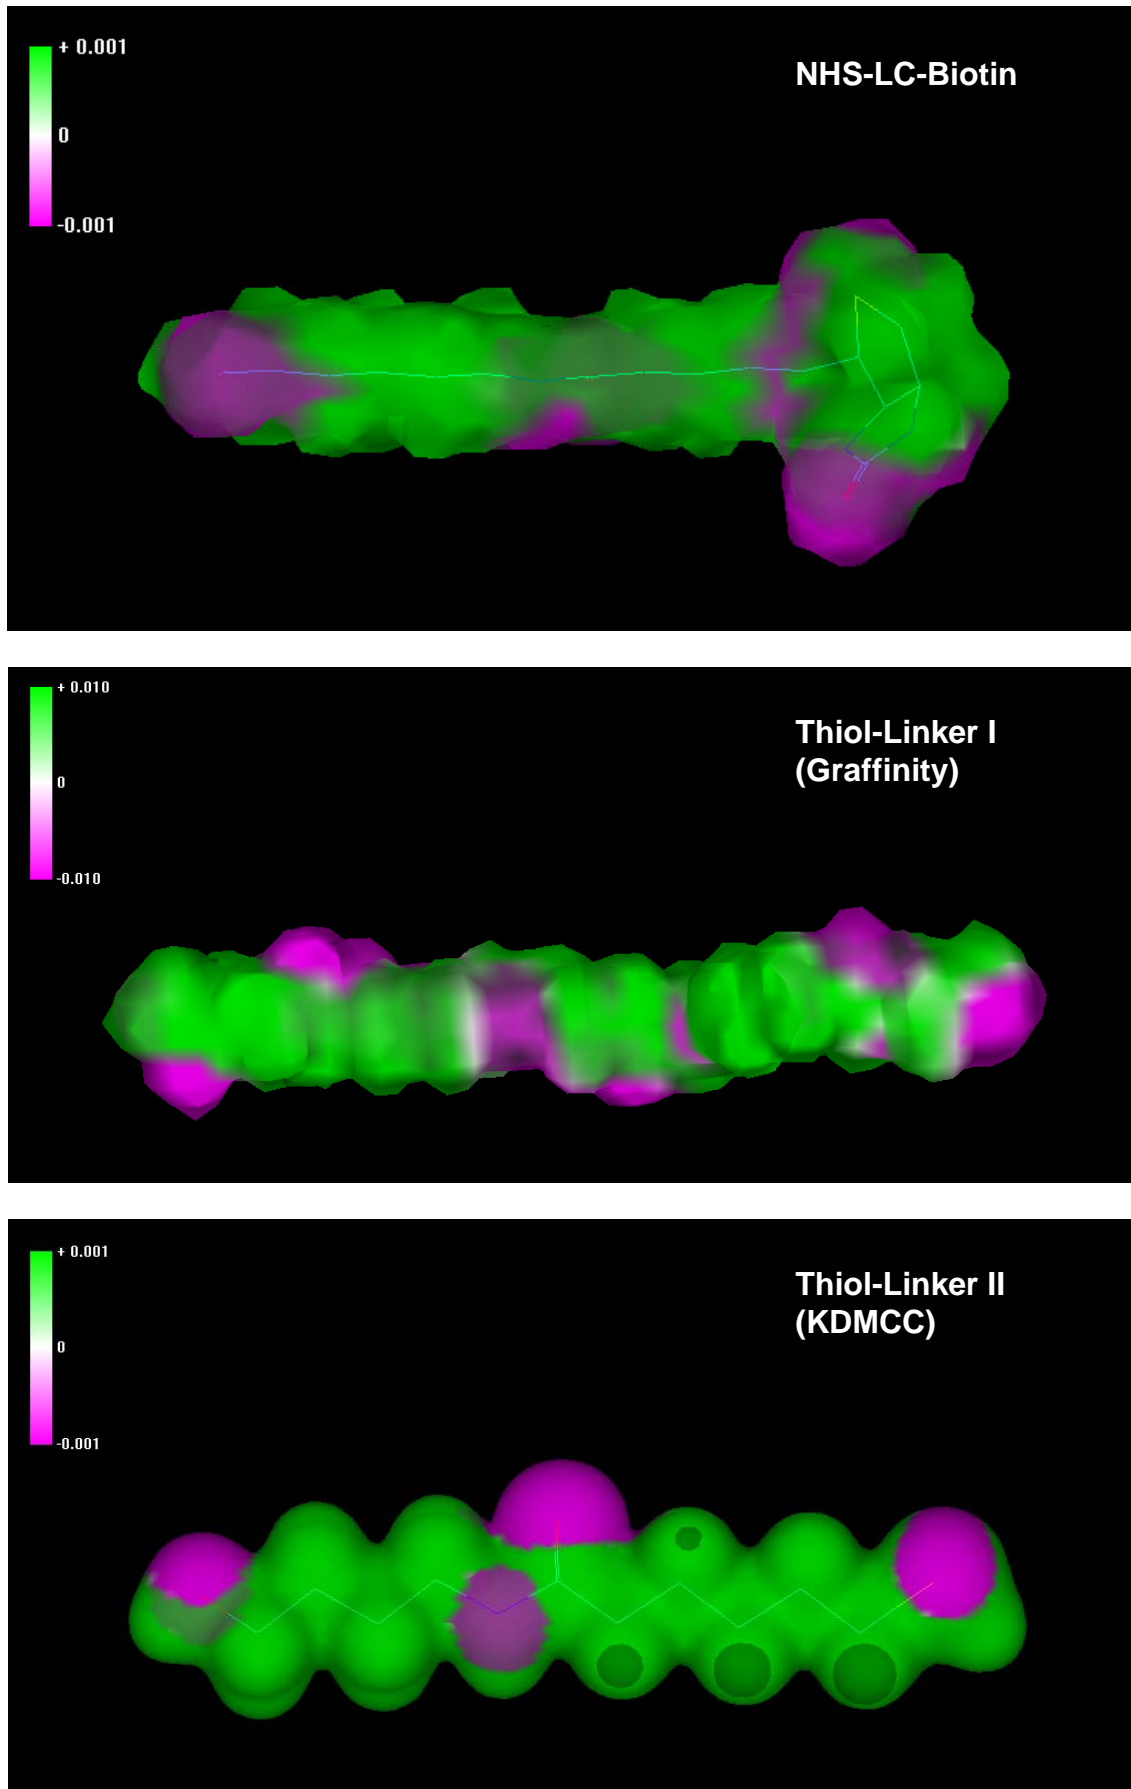 + 0.001
NHS-LC-Biotin
0
-0.001
+ 0.010
Thiol-Linker I
(Graffinity)
0
-0.010
+ 0.001
Thiol-Linker II
(KDMCC)
0
-0.001